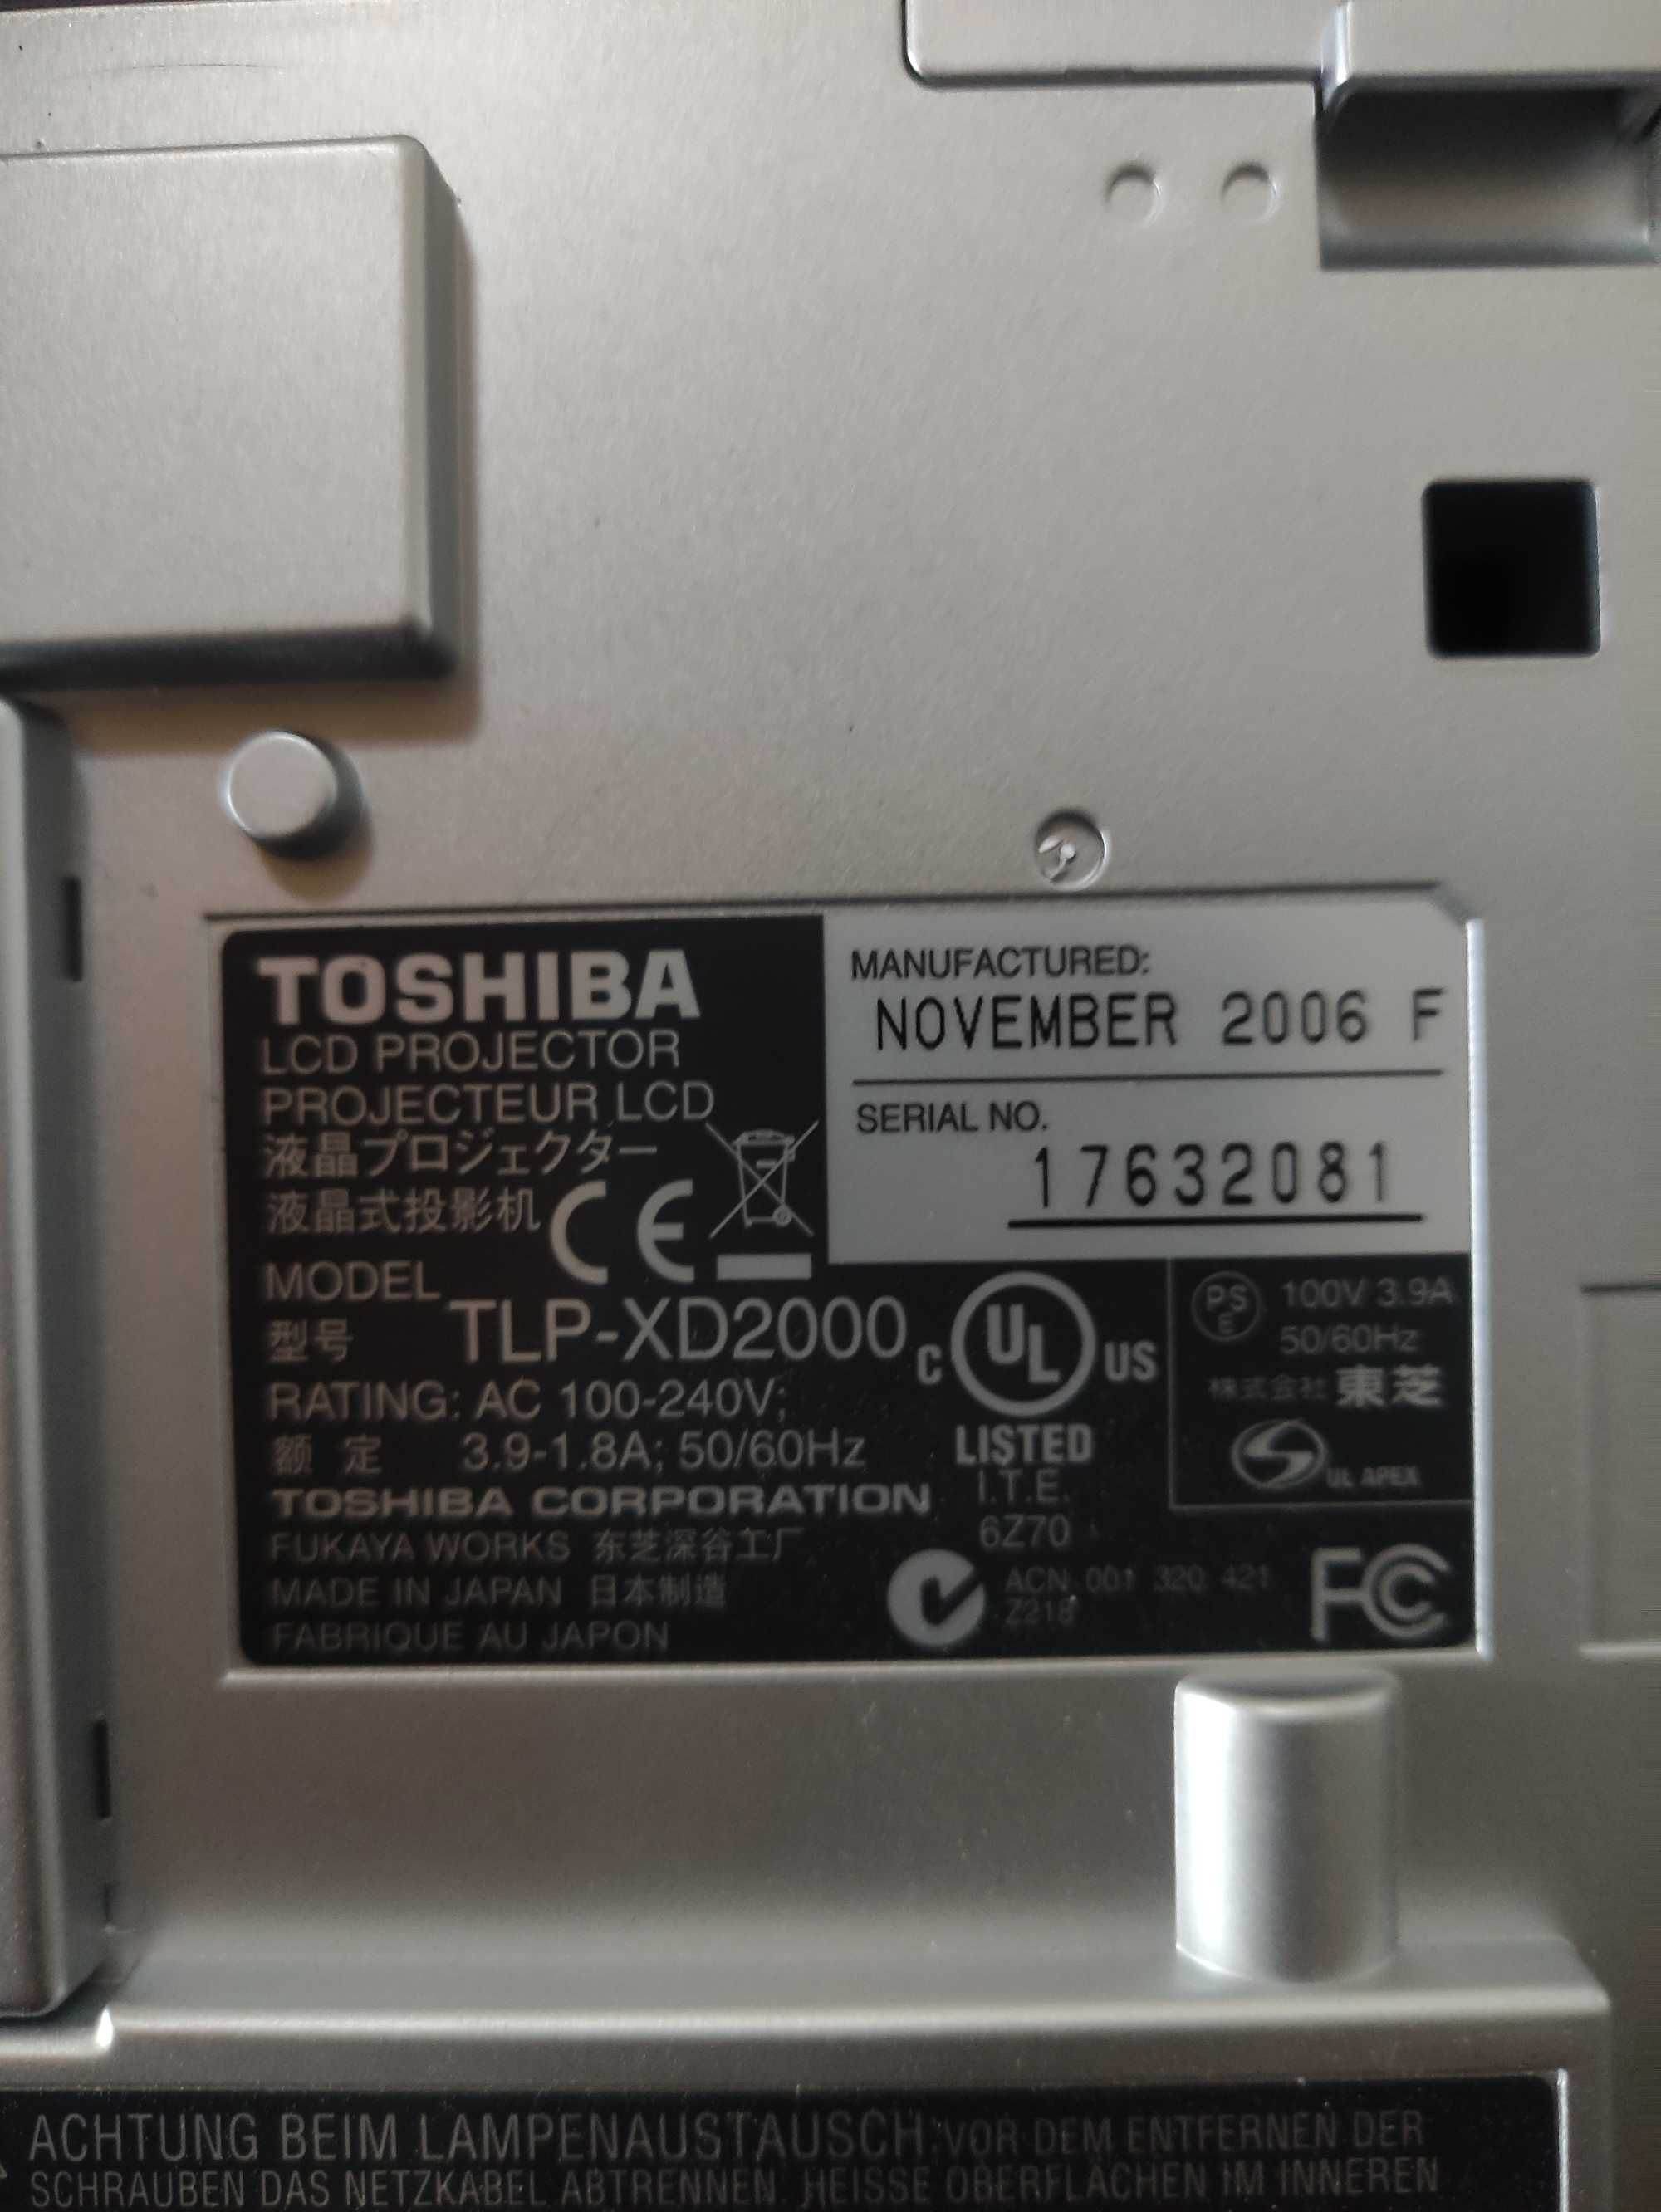 TOSHIBA
LCD PROJECTOR
PROJECTEUR LCD
液晶プロジェクター
液晶式投影机
CE
MODEL
型号 TLP-XD2000
RATING: AC 100-240V;
额 定 3.9-1.8A; 50/60Hz
TOSHIBA CORPORATION
FUKAYA WORKS 东芝深谷工厂
MADE IN JAPAN 日本制造
FABRIQUE AU JAPON
MANUFACTURED:
NOVEMBER 2006 F
SERIAL NO.
17632081
C UL US
LISTED
I.T.E.
6Z70
PS
E
100V 3.9A
50/60Hz
株式会社 東芝
UL APEX
ACN 001 320 421
Z218
FC
ACHTUNG BEIM LAMPENAUSTAUSCH: VOR DEM ENTFERNEN DER
SCHRAUBEN DAS NETZKABEL ABTRENNEN. HEISSE OBERFLÄCHEN IM INNEREN